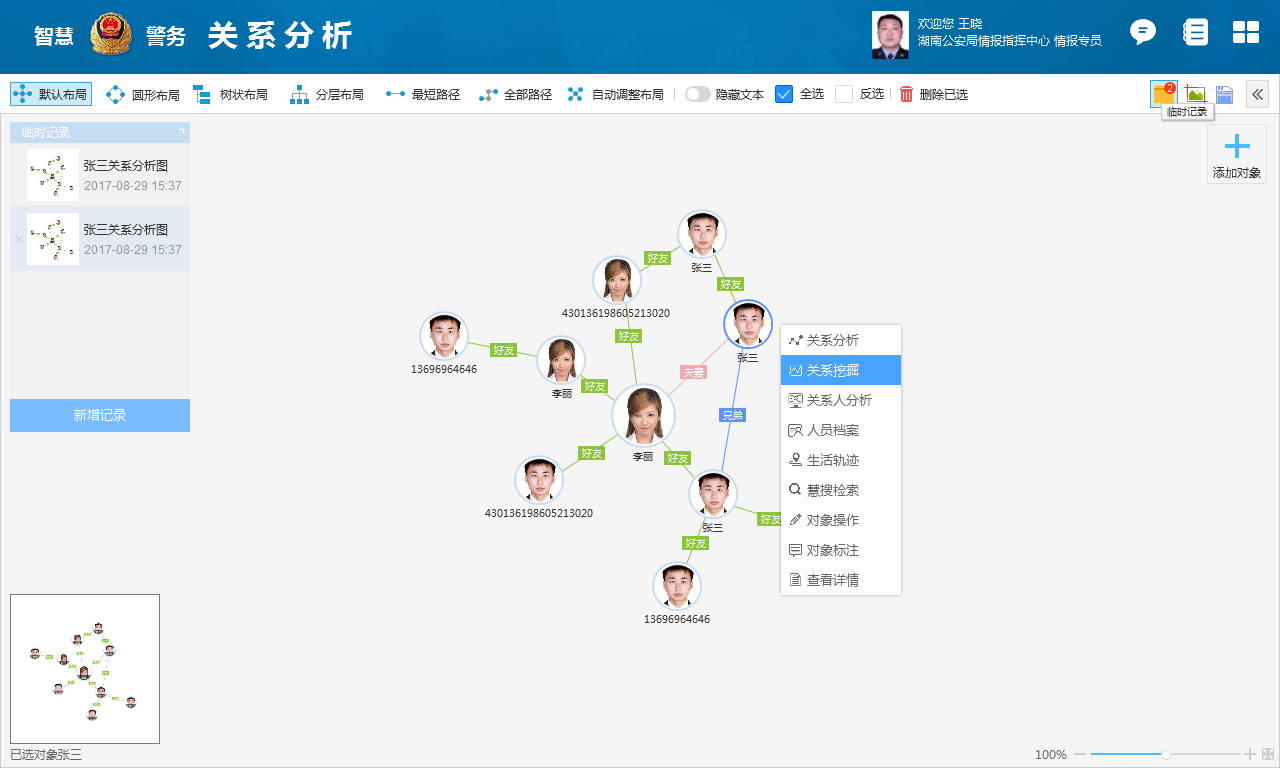 智慧 警务 关系分析
欢迎您 王晓
湖南公安局情报指挥中心 情报专员
默认布局 圆形布局 树状布局 分层布局 最短路径 全部路径 自动调整布局 隐藏文本 全选 反选 删除已选 2
临时记录
临时记录
张三关系分析图
2017-08-29 15:37
张三关系分析图
2017-08-29 15:37
新增记录
添加对象
张三
好友
好友
430136198605213020
好友
张三
13696964646
好友
李丽
好友
夫妻
李丽
兄弟
好友
430136198605213020
好友
张三
好友
好友
13696964646
关系分析
关系挖掘
关系人分析
人员档案
生活轨迹
慧搜检索
对象操作
对象标注
查看详情
已选对象张三
100%